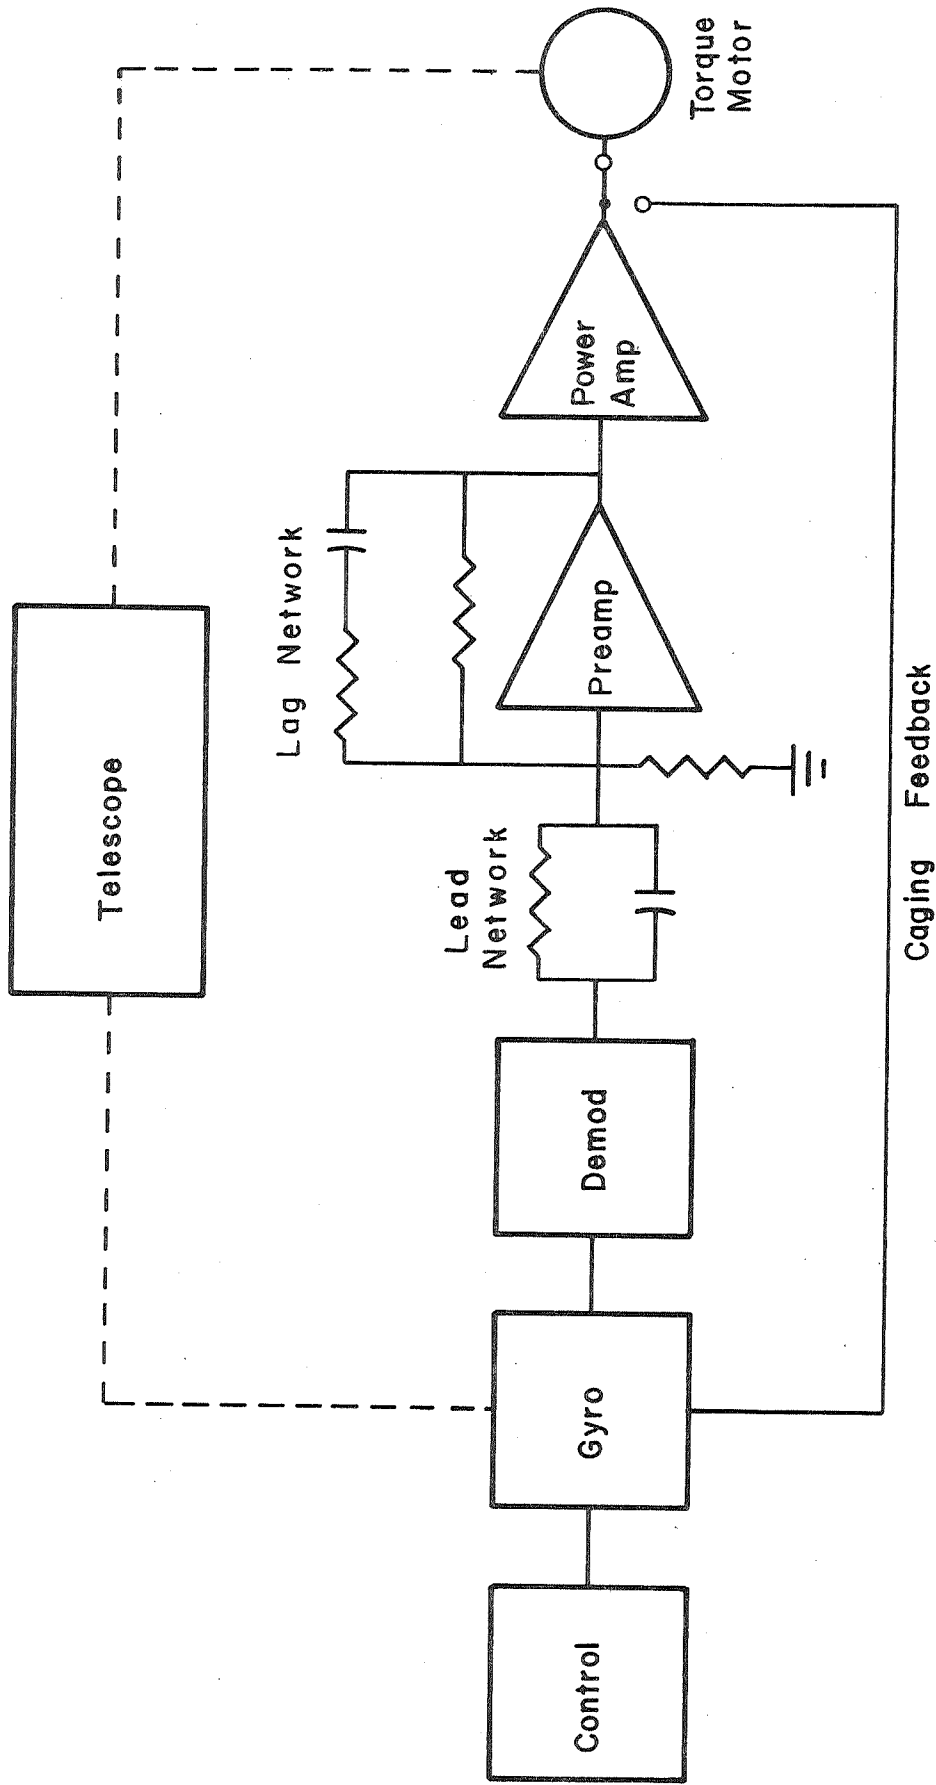 Telescope
Lag Network
Lead
Network
Control
Gyro
Demod
Preamp
Power
Amp
Torque
Motor
Caging Feedback